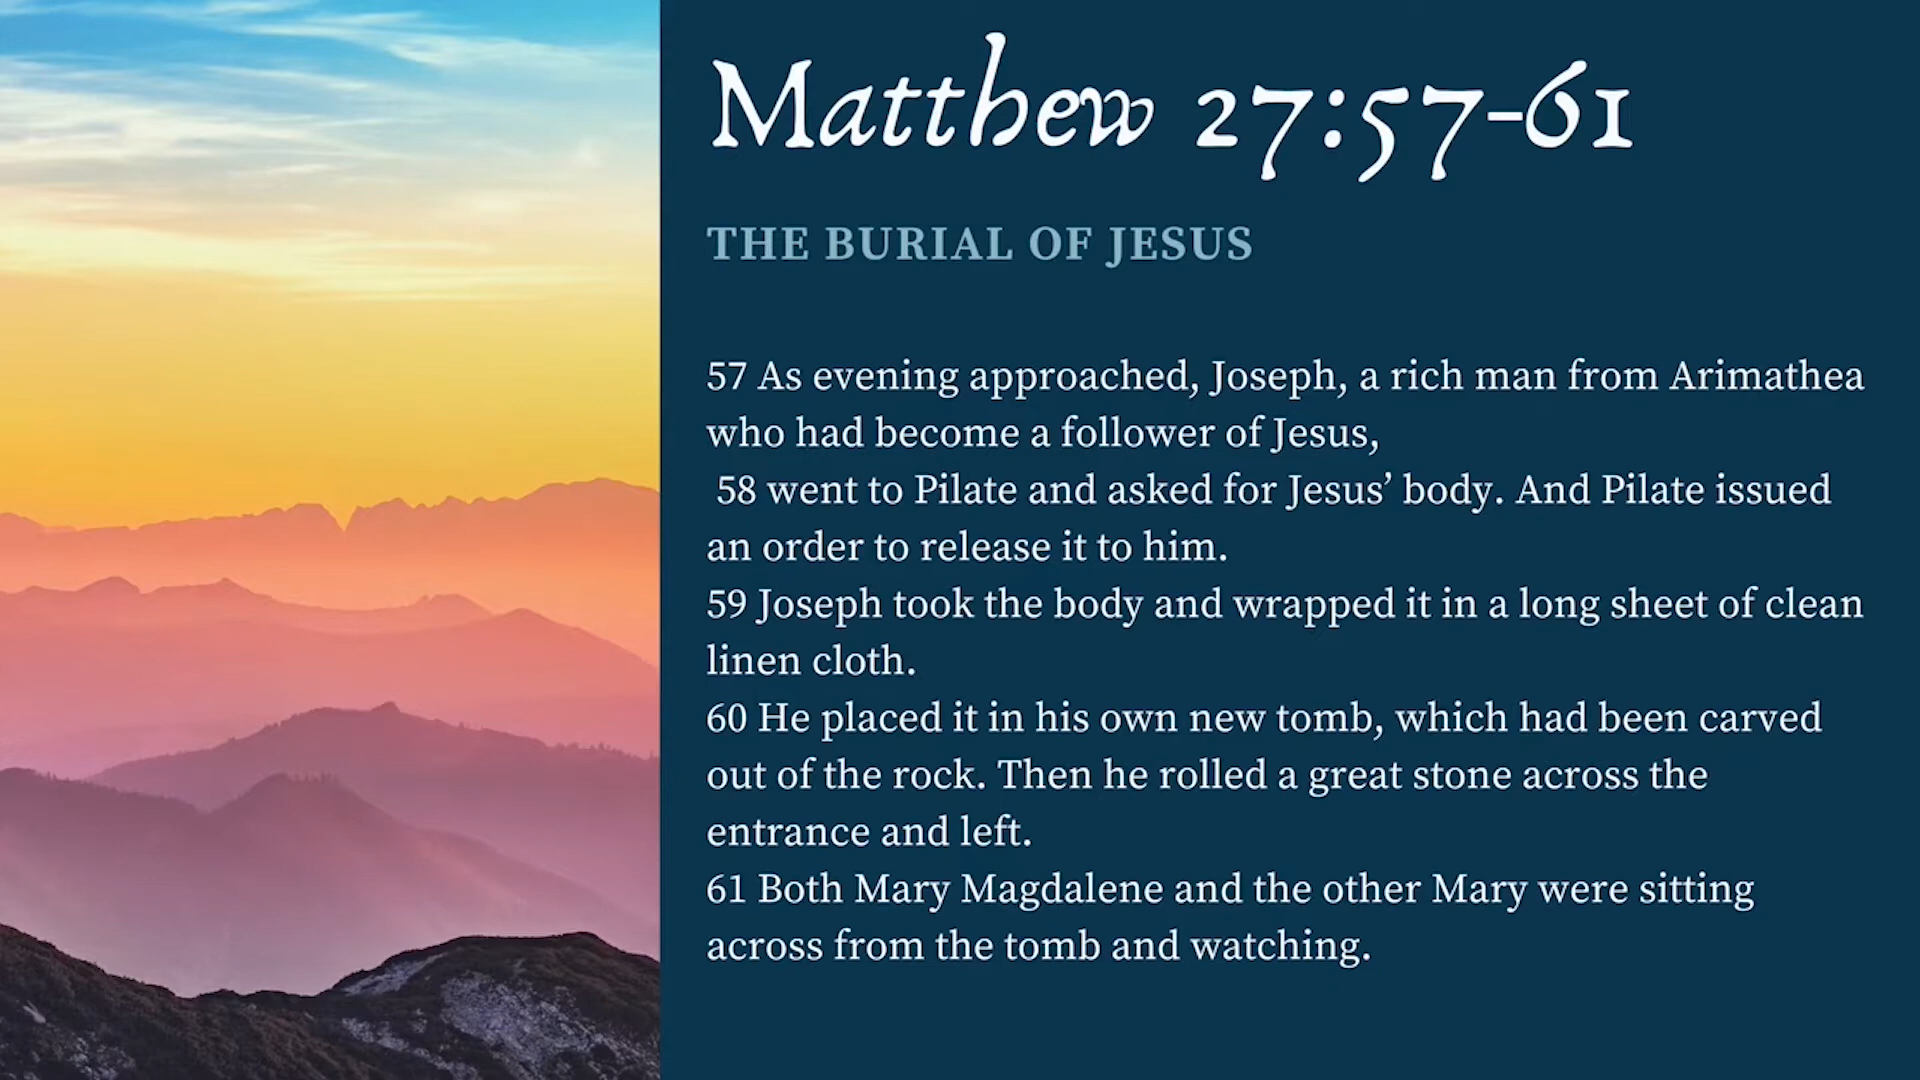 Matthew 27:57-61
THE BURIAL OF JESUS
57 As evening approached, Joseph, a rich man from Arimathea
who had become a follower of Jesus,
58 went to Pilate and asked for Jesus’ body. And Pilate issued
an order to release it to him.
59 Joseph took the body and wrapped it in a long sheet of clean
linen cloth.
60 He placed it in his own new tomb, which had been carved
out of the rock. Then he rolled a great stone across the
entrance and left.
61 Both Mary Magdalene and the other Mary were sitting
across from the tomb and watching.